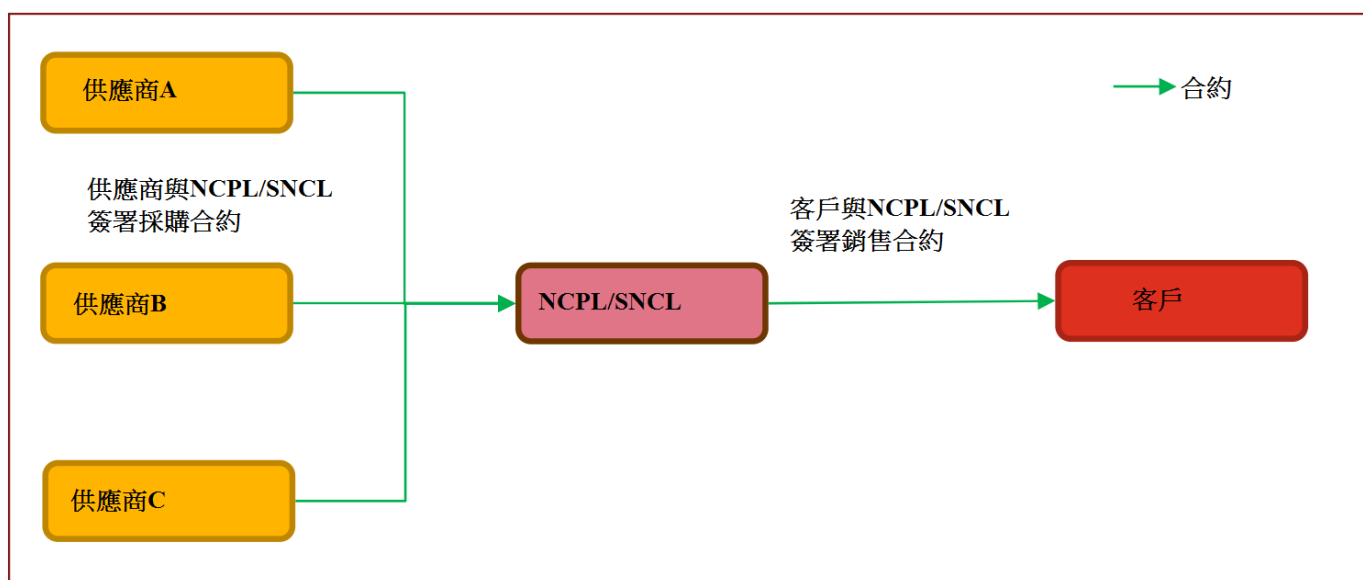 供應商A
合約
供應商與NCPL/SNCL
簽署採購合約
客戶與NCPL/SNCL
簽署銷售合約
供應商B
NCPL/SNCL
客戶
供應商C